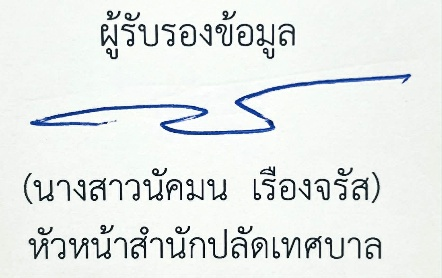 ผู้รับรองข้อมูล
(นางสาวนัคมน เรืองจรัส)
หัวหน้าสำนักปลัดเทศบาล